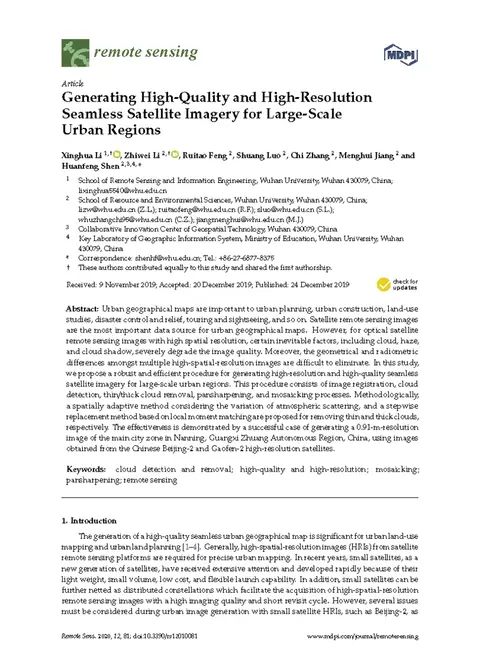 remote sensing
MDPI
Article
Generating High-Quality and High-Resolution
Seamless Satellite Imagery for Large-Scale
Urban Regions
Xinghua Li 1,†, Zhiwei Li 2,†, Ruitao Feng 2, Shuang Luo 2, Chi Zhang 2, Menghui Jiang 2 and
Huanfeng Shen 2,3,4,*
1 School of Remote Sensing and Information Engineering, Wuhan University, Wuhan 430079, China;
lixinghua5540@whu.edu.cn
2 School of Resource and Environmental Sciences, Wuhan University, Wuhan 430079, China;
lizw@whu.edu.cn (Z.L.); ruitaofeng@whu.edu.cn (R.F.); sluo@whu.edu.cn (S.L.);
whuzhangchi95@whu.edu.cn (C.Z.); jiangmenghui@whu.edu.cn (M.J.)
3 Collaborative Innovation Center of Geospatial Technology, Wuhan 430079, China
4 Key Laboratory of Geographic Information System, Ministry of Education, Wuhan University, Wuhan
430079, China
* Correspondence: shenhf@whu.edu.cn; Tel.: +86-27-6877-8375
† These authors contributed equally to this study and shared the first authorship.
Received: 9 November 2019; Accepted: 20 December 2019; Published: 24 December 2019
check for
updates
Abstract: Urban geographical maps are important to urban planning, urban construction, land-use
studies, disaster control and relief, touring and sightseeing, and so on. Satellite remote sensing images
are the most important data source for urban geographical maps. However, for optical satellite
remote sensing images with high spatial resolution, certain inevitable factors, including cloud, haze,
and cloud shadow, severely degrade the image quality. Moreover, the geometrical and radiometric
differences amongst multiple high-spatial-resolution images are difficult to eliminate. In this study,
we propose a robust and efficient procedure for generating high-resolution and high-quality seamless
satellite imagery for large-scale urban regions. This procedure consists of image registration, cloud
detection, thin/thick cloud removal, pansharpening, and mosaicking processes. Methodologically,
a spatially adaptive method considering the variation of atmospheric scattering, and a stepwise
replacement method based on local moment matching are proposed for removing thin and thick clouds,
respectively. The effectiveness is demonstrated by a successful case of generating a 0.91-m-resolution
image of the main city zone in Nanning, Guangxi Zhuang Autonomous Region, China, using images
obtained from the Chinese Beijing-2 and Gaofen-2 high-resolution satellites.
Keywords: cloud detection and removal; high-quality and high-resolution; mosaicking;
pansharpening; remote sensing
1. Introduction
The generation of a high-quality seamless urban geographical map is significant for urban land-use
mapping and urban land planning [1–4]. Generally, high-spatial-resolution images (HRIs) from satellite
remote sensing platforms are required for precise urban mapping. In recent years, small satellites, as a
new generation of satellites, have received extensive attention and developed rapidly because of their
light weight, small volume, low cost, and flexible launch capability. In addition, small satellites can be
further netted as distributed constellations which facilitate the acquisition of high-spatial-resolution
remote sensing images with a high imaging quality and short revisit cycle. However, several issues
must be considered during urban image generation with small satellite HRIs, such as Beijing-2, as
Remote Sens. 2020, 12, 81; doi:10.3390/rs12010081
www.mdpi.com/journal/remotesensing